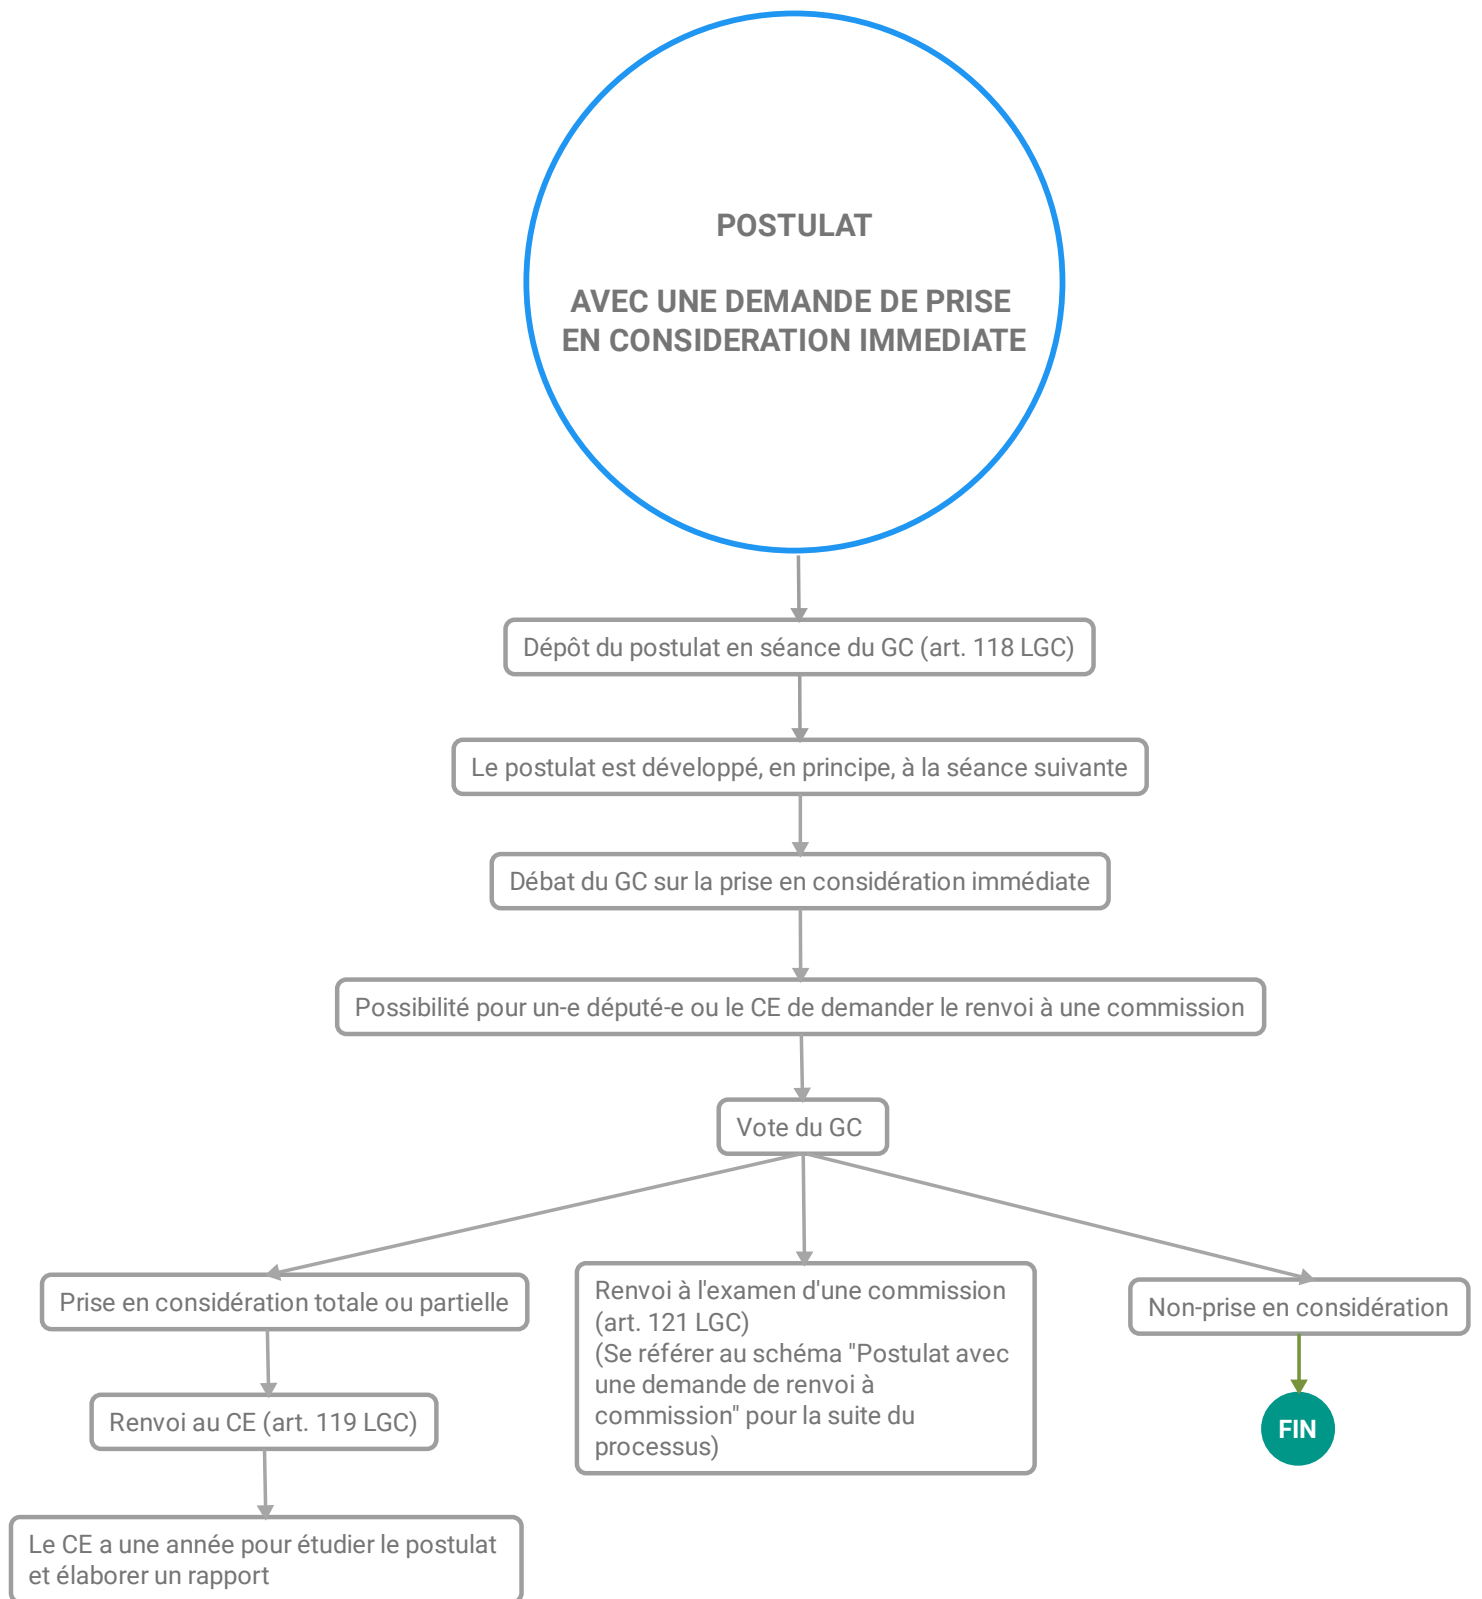 POSTULAT
AVEC UNE DEMANDE DE PRISE
EN CONSIDERATION IMMEDIATE
Dépôt du postulat en séance du GC (art. 118 LGC)
Le postulat est développé, en principe, à la séance suivante
Débat du GC sur la prise en considération immédiate
Possibilité pour un-e député-e ou le CE de demander le renvoi à une commission
Vote du GC
Prise en considération totale ou partielle
Renvoi au CE (art. 119 LGC)
Le CE a une année pour étudier le postulat
et élaborer un rapport
Renvoi à l'examen d'une commission
(art. 121 LGC)
(Se référer au schéma "Postulat avec
une demande de renvoi à
commission" pour la suite du
processus)
Non-prise en considération
FIN